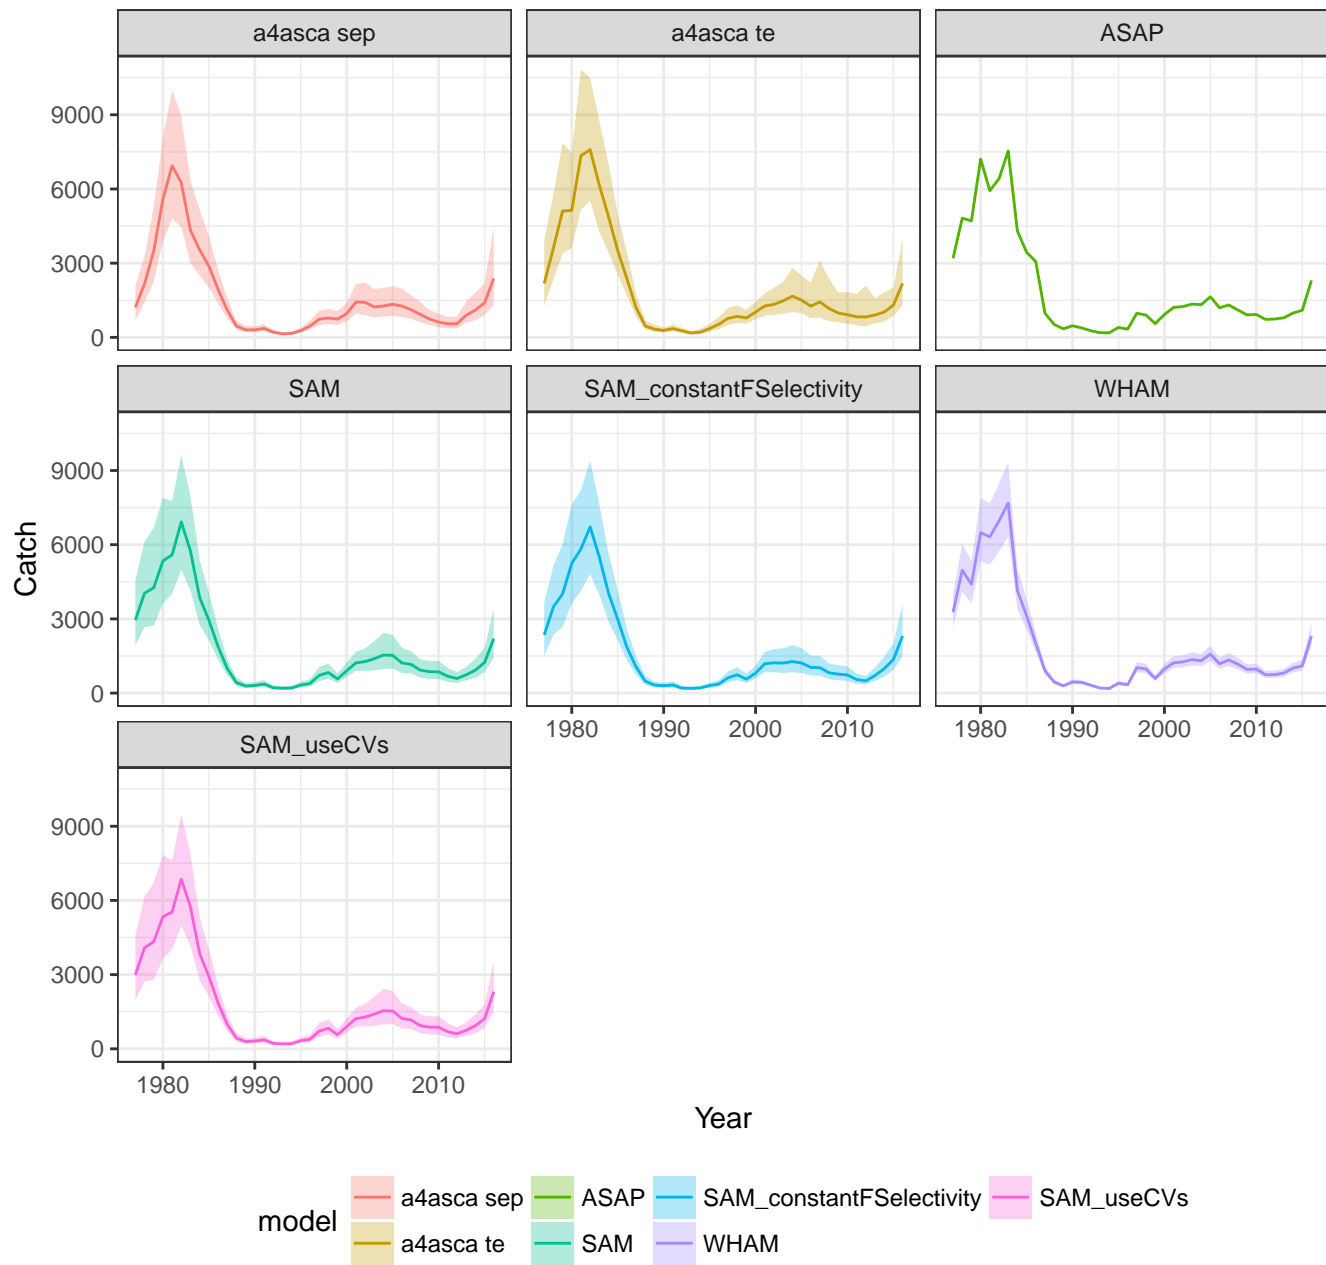 a4asca sep a4asca te ASAP
9000
6000
3000
0
SAM SAM_constantFSelectivity WHAM
9000
6000
3000
0
1980 1990 2000 2010 1980 1990 2000 2010
SAM_useCVs
9000
6000
3000
0
1980 1990 2000 2010
Catch
Year
model
a4asca sep ASAP SAM_constantFSelectivity SAM_useCVs
a4asca te SAM WHAM